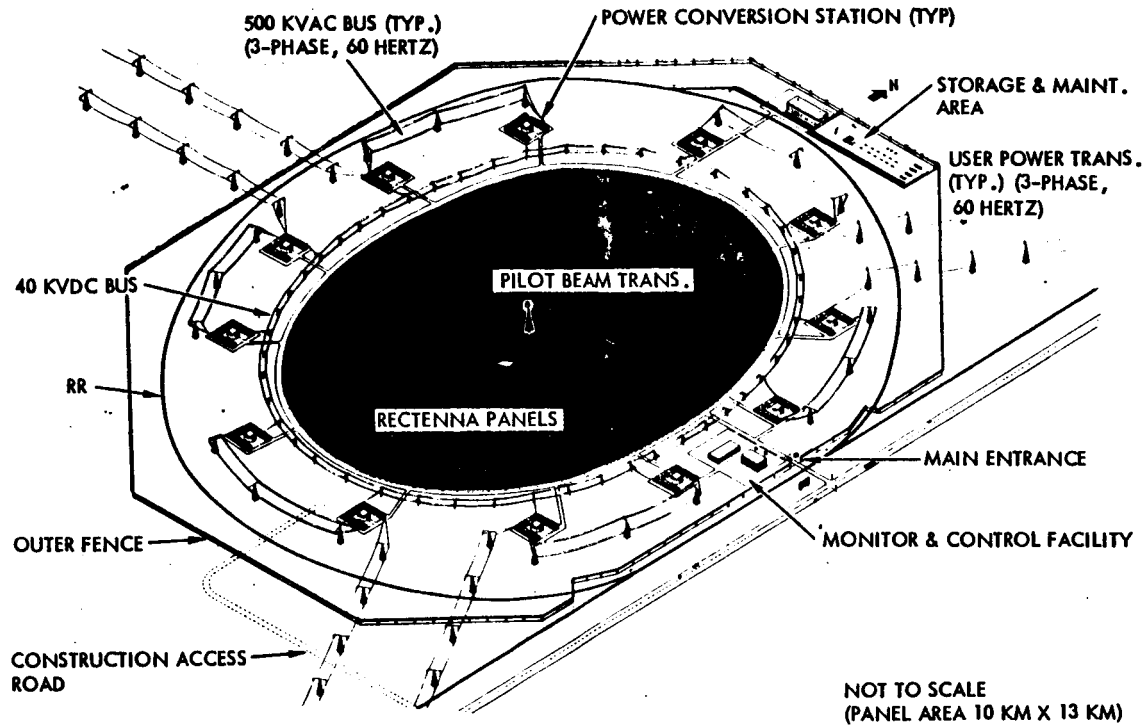 500 KVAC BUS (TYP.)
(3-PHASE, 60 HERTZ)
POWER CONVERSION STATION (TYP)
N
STORAGE & MAINT.
AREA
USER POWER TRANS.
(TYP.) (3-PHASE,
60 HERTZ)
40 KVDC BUS
PILOT BEAM TRANS.
RR
RECTENNA PANELS
MAIN ENTRANCE
OUTER FENCE
MONITOR & CONTROL FACILITY
CONSTRUCTION ACCESS
ROAD
NOT TO SCALE
(PANEL AREA 10 KM X 13 KM)